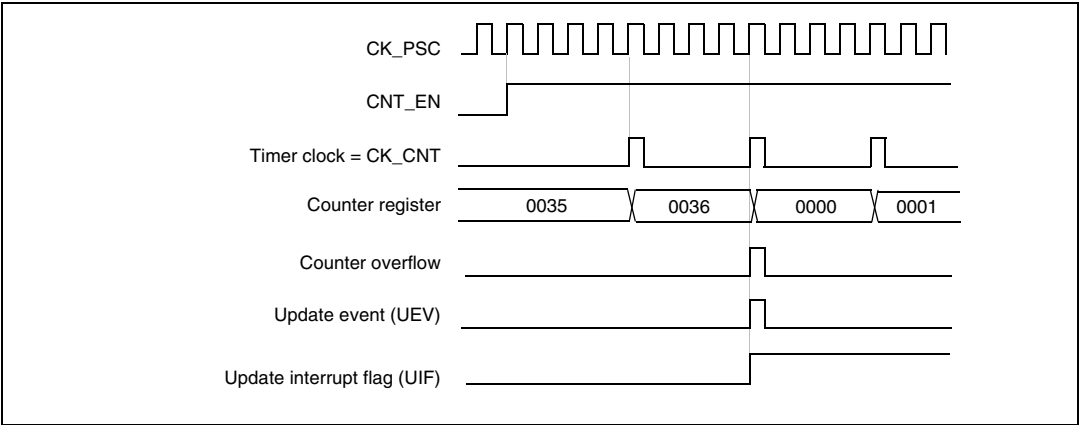 CK_PSC
CNT_EN
Timer clock = CK_CNT
Counter register 0035 0036 0000 0001
Counter overflow
Update event (UEV)
Update interrupt flag (UIF)